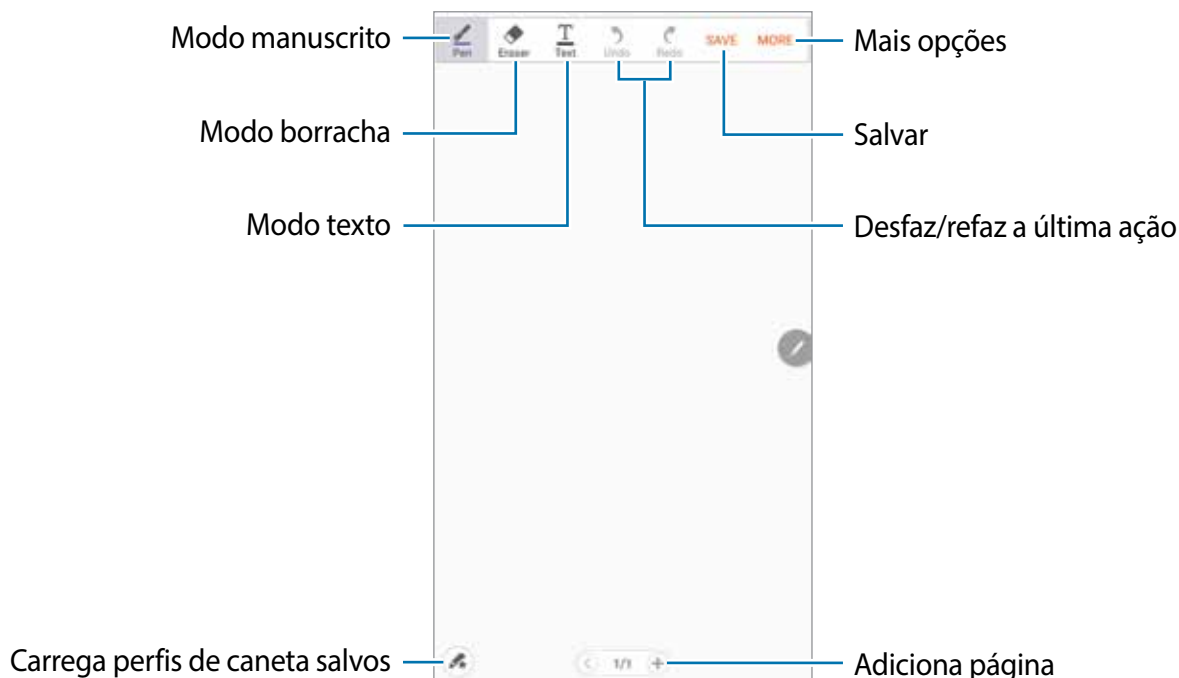 Modo manuscrito
Pen
Eraser
Text
Undo
Redo
SAVE
MORE
Mais opções
Modo borracha
Salvar
Modo texto
Desfaz/refaz a última ação
Carrega perfis de caneta salvos
1/1
Adiciona página